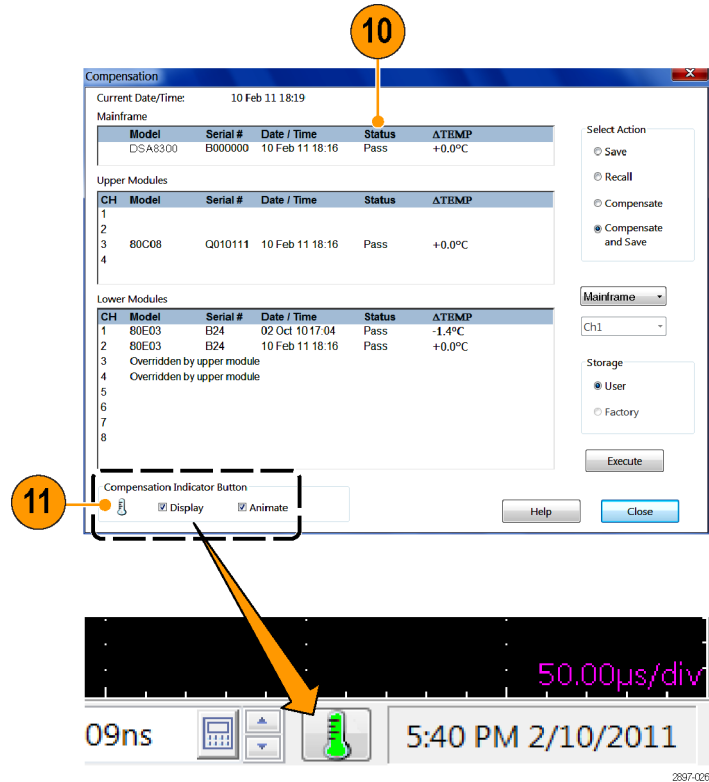 10
Compensation
Current Date/Time: 10 Feb 11 18:19
Mainframe
Model Serial # Date / Time Status ΔTEMP
DSA8300 B000000 10 Feb 11 18:16 Pass +0.0°C
Upper Modules
CH Model Serial # Date / Time Status ΔTEMP
1
2
3 80C08 Q010111 10 Feb 11 18:16 Pass +0.0°C
4
Lower Modules
CH Model Serial # Date / Time Status ΔTEMP
1 80E03 B24 02 Oct 10 17:04 Pass -1.4°C
2 80E03 B24 10 Feb 11 18:16 Pass +0.0°C
3 Overridden by upper module
4 Overridden by upper module
5
6
7
8
Select Action
Save
Recall
Compensate
Compensate
and Save
Mainframe
Ch1
Storage
User
Factory
Execute
11
Compensation Indicator Button
Display Animate
Help Close
50.00µs/div
09ns
5:40 PM 2/10/2011
2897-026